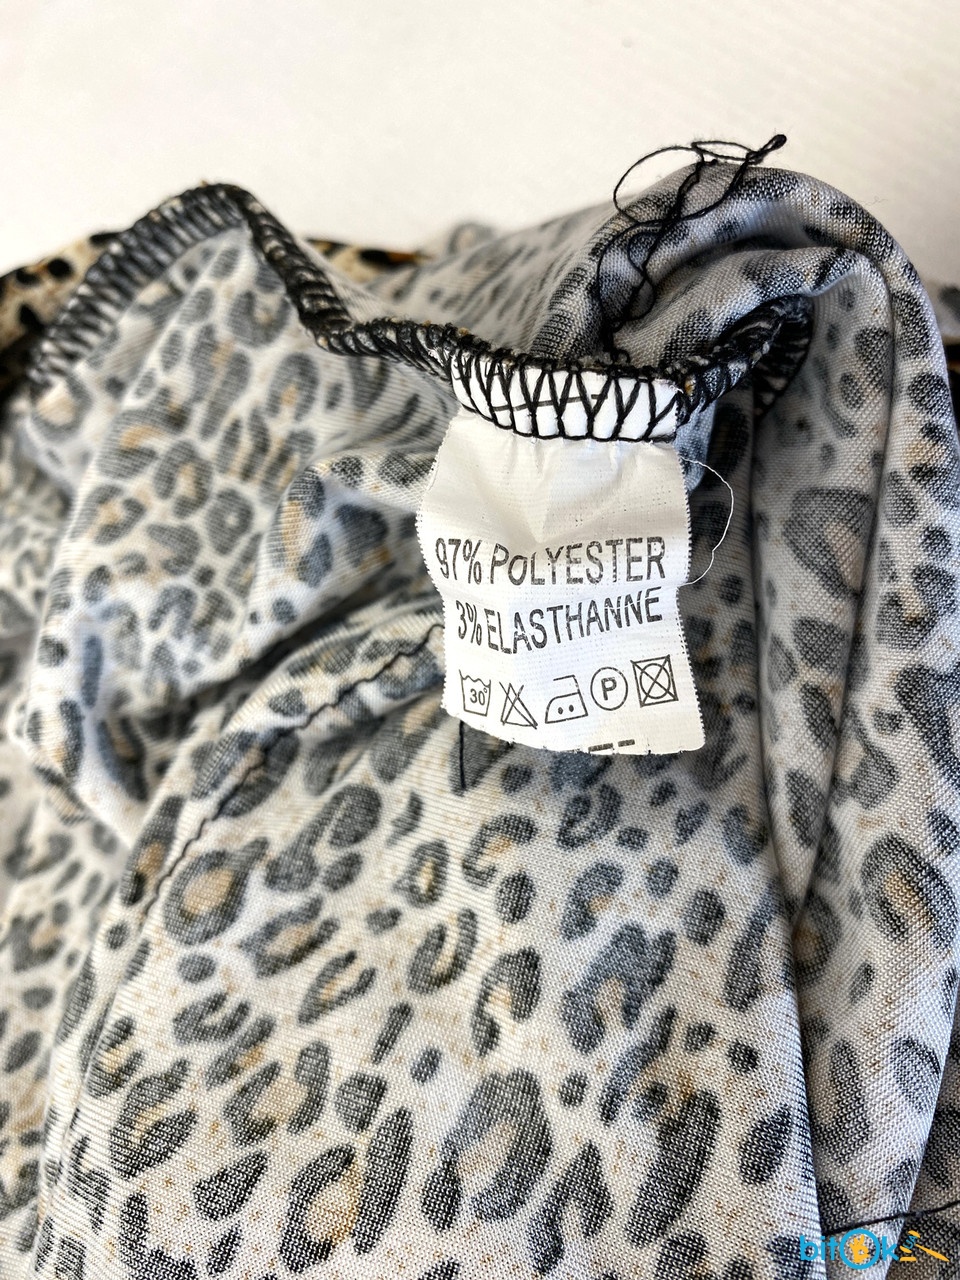 97% POLYESTER
3% ELASTHANNE
30° P
bitOk